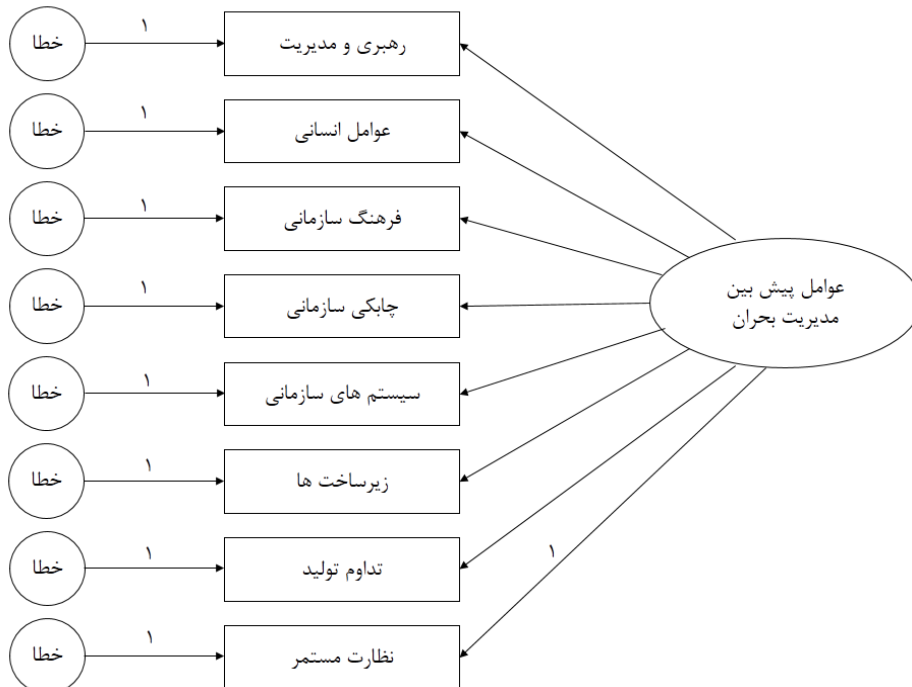 خطا
۱
رهبری و مدیریت
خطا
۱
عوامل انسانی
خطا
۱
فرهنگ سازمانی
خطا
۱
چابکی سازمانی
خطا
۱
سیستم های سازمانی
خطا
۱
زیرساخت ها
خطا
۱
تداوم تولید
خطا
۱
نظارت مستمر
عوامل پیش بین
مدیریت بحران
۱